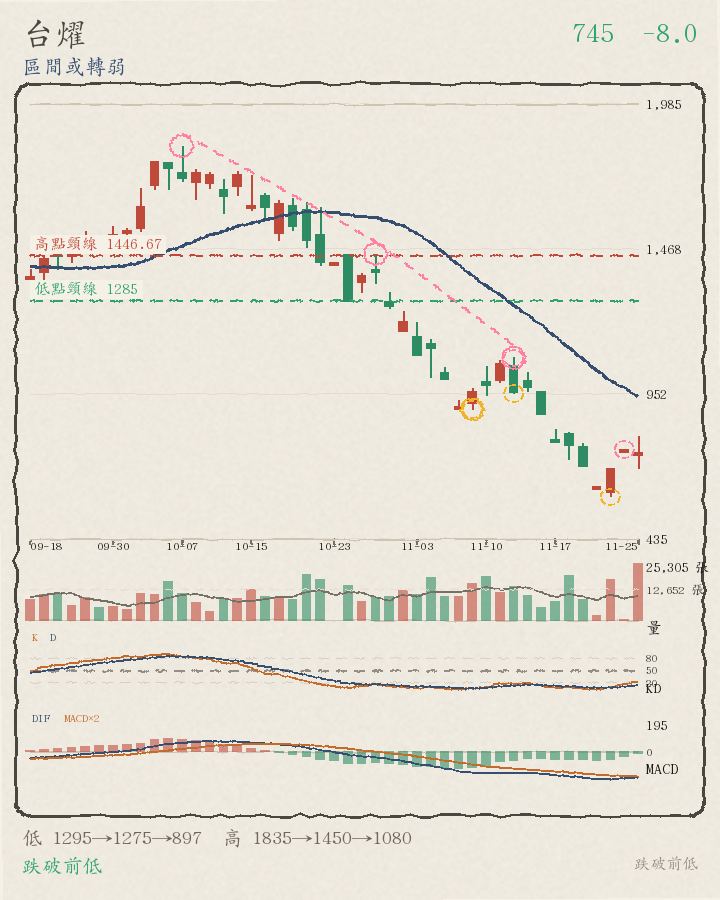 台燿 745 -8.0
區間或轉弱
1,985
高點頸線 1446.67
1,468
低點頸線 1285
952
435
09-18 09-30 10-07 10-15 10-23 11-03 11-10 11-17 11-25
25,305 張
12,652 張
量
K D
80
50
20
KD
DIF MACD×2
195
0
MACD
低 1295→1275→897 高 1835→1450→1080
跌破前低 跌破前低